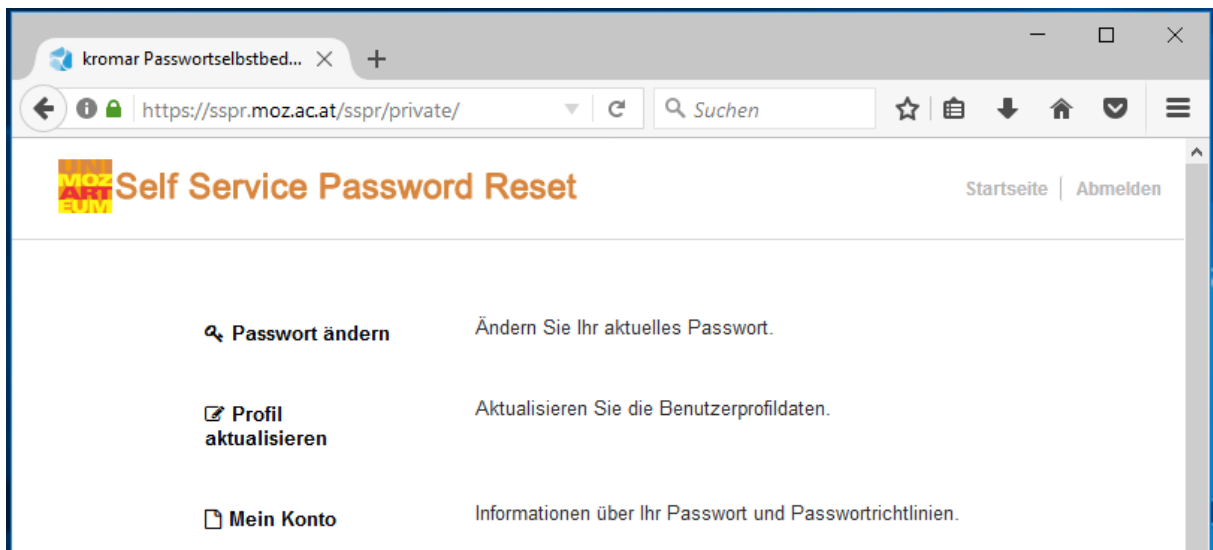 kromar Passwortselbstbed...
https://sspr.moz.ac.at/sspr/private/
Suchen
UNI
MOZ
ART
EUM
Self Service Password Reset
Startseite | Abmelden
Passwort ändern
Ändern Sie Ihr aktuelles Passwort.
Profil
aktualisieren
Aktualisieren Sie die Benutzerprofildaten.
Mein Konto
Informationen über Ihr Passwort und Passwortrichtlinien.